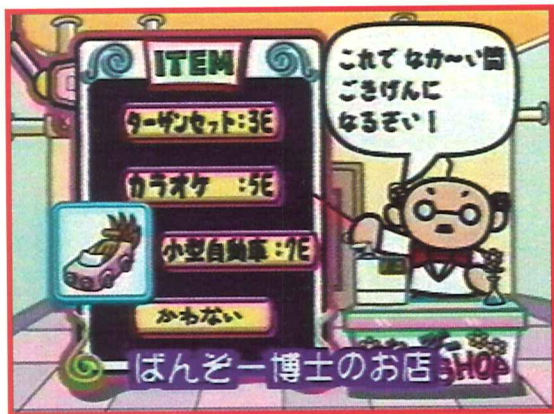 ITEM
ターザンセット:3E
カラオケ :5E
小型自動車:7E
かわない
これで なが〜い間
ごきげんに
なるぞい!
ばんぞー博士のお店
SHOP